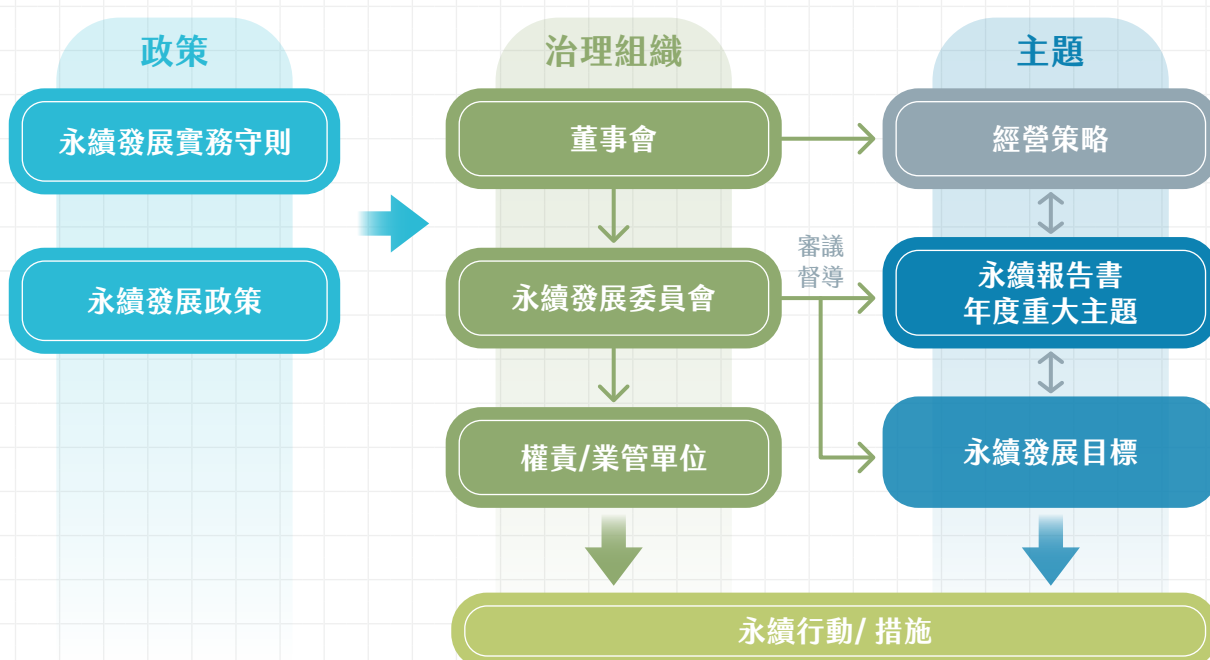 政策
治理組織
主題
永續發展實務守則
董事會
經營策略
審議
督導
永續發展政策
永續發展委員會
永續報告書
年度重大主題
權責/業管單位
永續發展目標
永續行動/ 措施